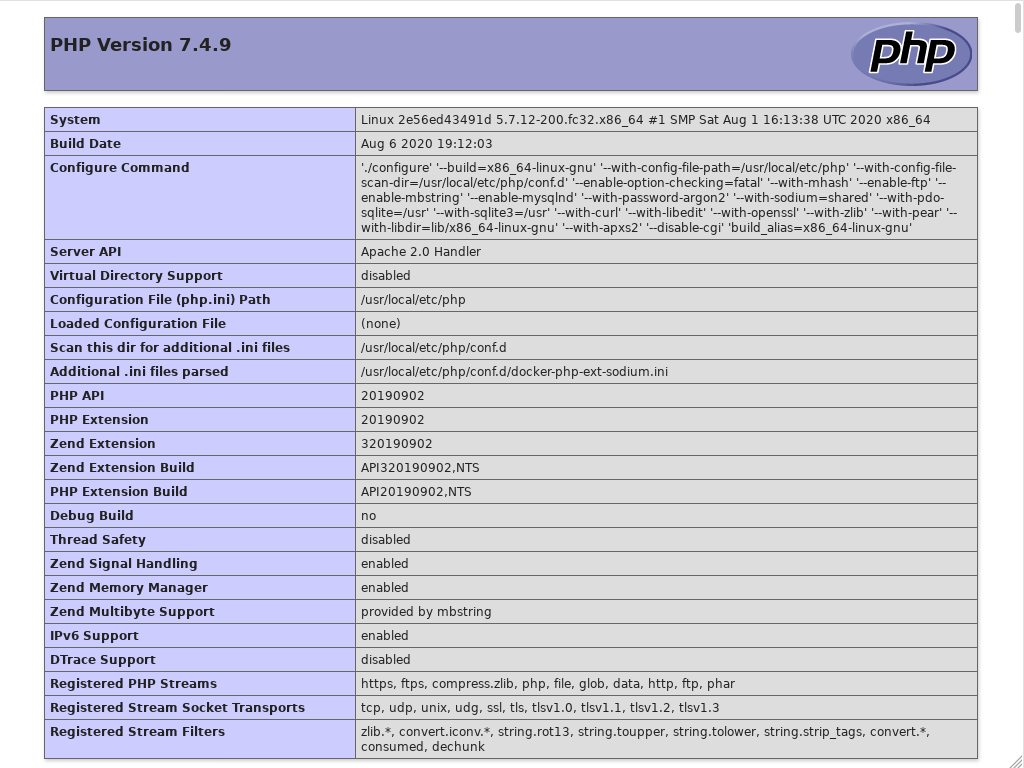 PHP Version 7.4.9
php
System Linux 2e56ed43491d 5.7.12-200.fc32.x86_64 #1 SMP Sat Aug 1 16:13:38 UTC 2020 x86_64
Build Date Aug 6 2020 19:12:03
Configure Command './configure' '--build=x86_64-linux-gnu' '--with-config-file-path=/usr/local/etc/php' '--with-config-file-
scan-dir=/usr/local/etc/php/conf.d' '--enable-option-checking=fatal' '--with-mhash' '--enable-ftp' '--
enable-mbstring' '--enable-mysqlnd' '--with-password-argon2' '--with-sodium=shared' '--with-pdo-
sqlite=/usr' '--with-sqlite3=/usr' '--with-curl' '--with-libedit' '--with-openssl' '--with-zlib' '--with-pear' '--
with-libdir=lib/x86_64-linux-gnu' '--with-apxs2' '--disable-cgi' 'build_alias=x86_64-linux-gnu'
Server API Apache 2.0 Handler
Virtual Directory Support disabled
Configuration File (php.ini) Path /usr/local/etc/php
Loaded Configuration File (none)
Scan this dir for additional .ini files /usr/local/etc/php/conf.d
Additional .ini files parsed /usr/local/etc/php/conf.d/docker-php-ext-sodium.ini
PHP API 20190902
PHP Extension 20190902
Zend Extension 320190902
Zend Extension Build API320190902,NTS
PHP Extension Build API20190902,NTS
Debug Build no
Thread Safety disabled
Zend Signal Handling enabled
Zend Memory Manager enabled
Zend Multibyte Support provided by mbstring
IPv6 Support enabled
DTrace Support disabled
Registered PHP Streams https, ftps, compress.zlib, php, file, glob, data, http, ftp, phar
Registered Stream Socket Transports tcp, udp, unix, udg, ssl, tls, tlsv1.0, tlsv1.1, tlsv1.2, tlsv1.3
Registered Stream Filters zlib.*, convert.iconv.*, string.rot13, string.toupper, string.tolower, string.strip_tags, convert.*,
consumed, dechunk